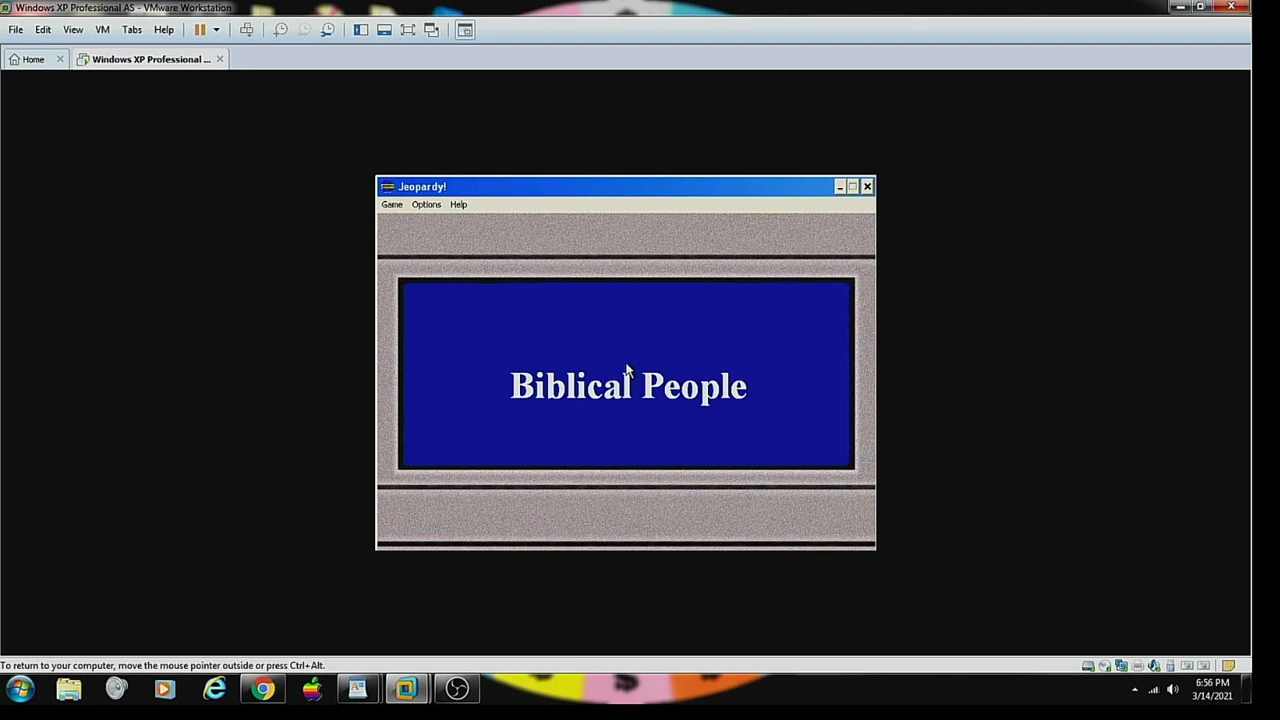 Windows XP Professional AS - VMware Workstation
File Edit View VM Tabs Help
Home
Windows XP Professional ...
Jeopardy!
Game Options Help
Biblical People
To return to your computer, move the mouse pointer outside or press Ctrl+Alt.
6:56 PM
3/14/2021